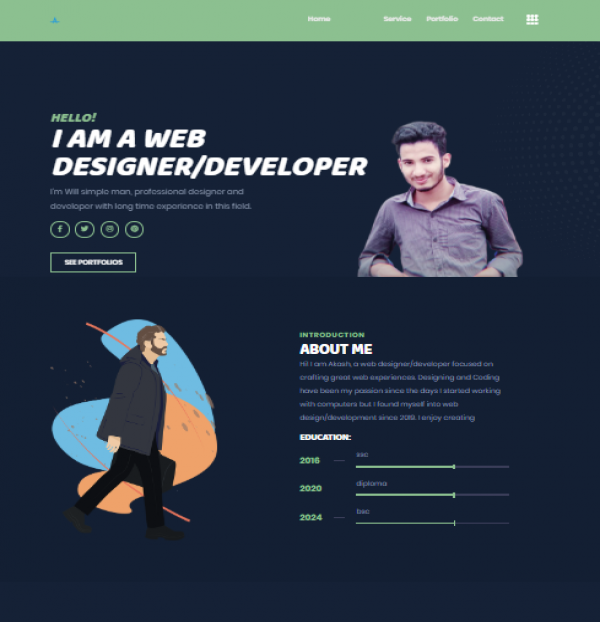 Home Service Portfolio Contact
HELLO!
I AM A WEB
DESIGNER/DEVELOPER
I'm Will simple man, professional designer and
developer with long time experience in this field.
SEE PORTFOLIOS
INTRODUCTION
ABOUT ME
Hi! I am Akash, a web designer/developer focused on
crafting great web experiences. Designing and Coding
have been my passion since the days I started working
with computers but I found myself into web
design/development since 2019. I enjoy creating
EDUCATION:
2016 ssc
2020 diploma
2024 bsc